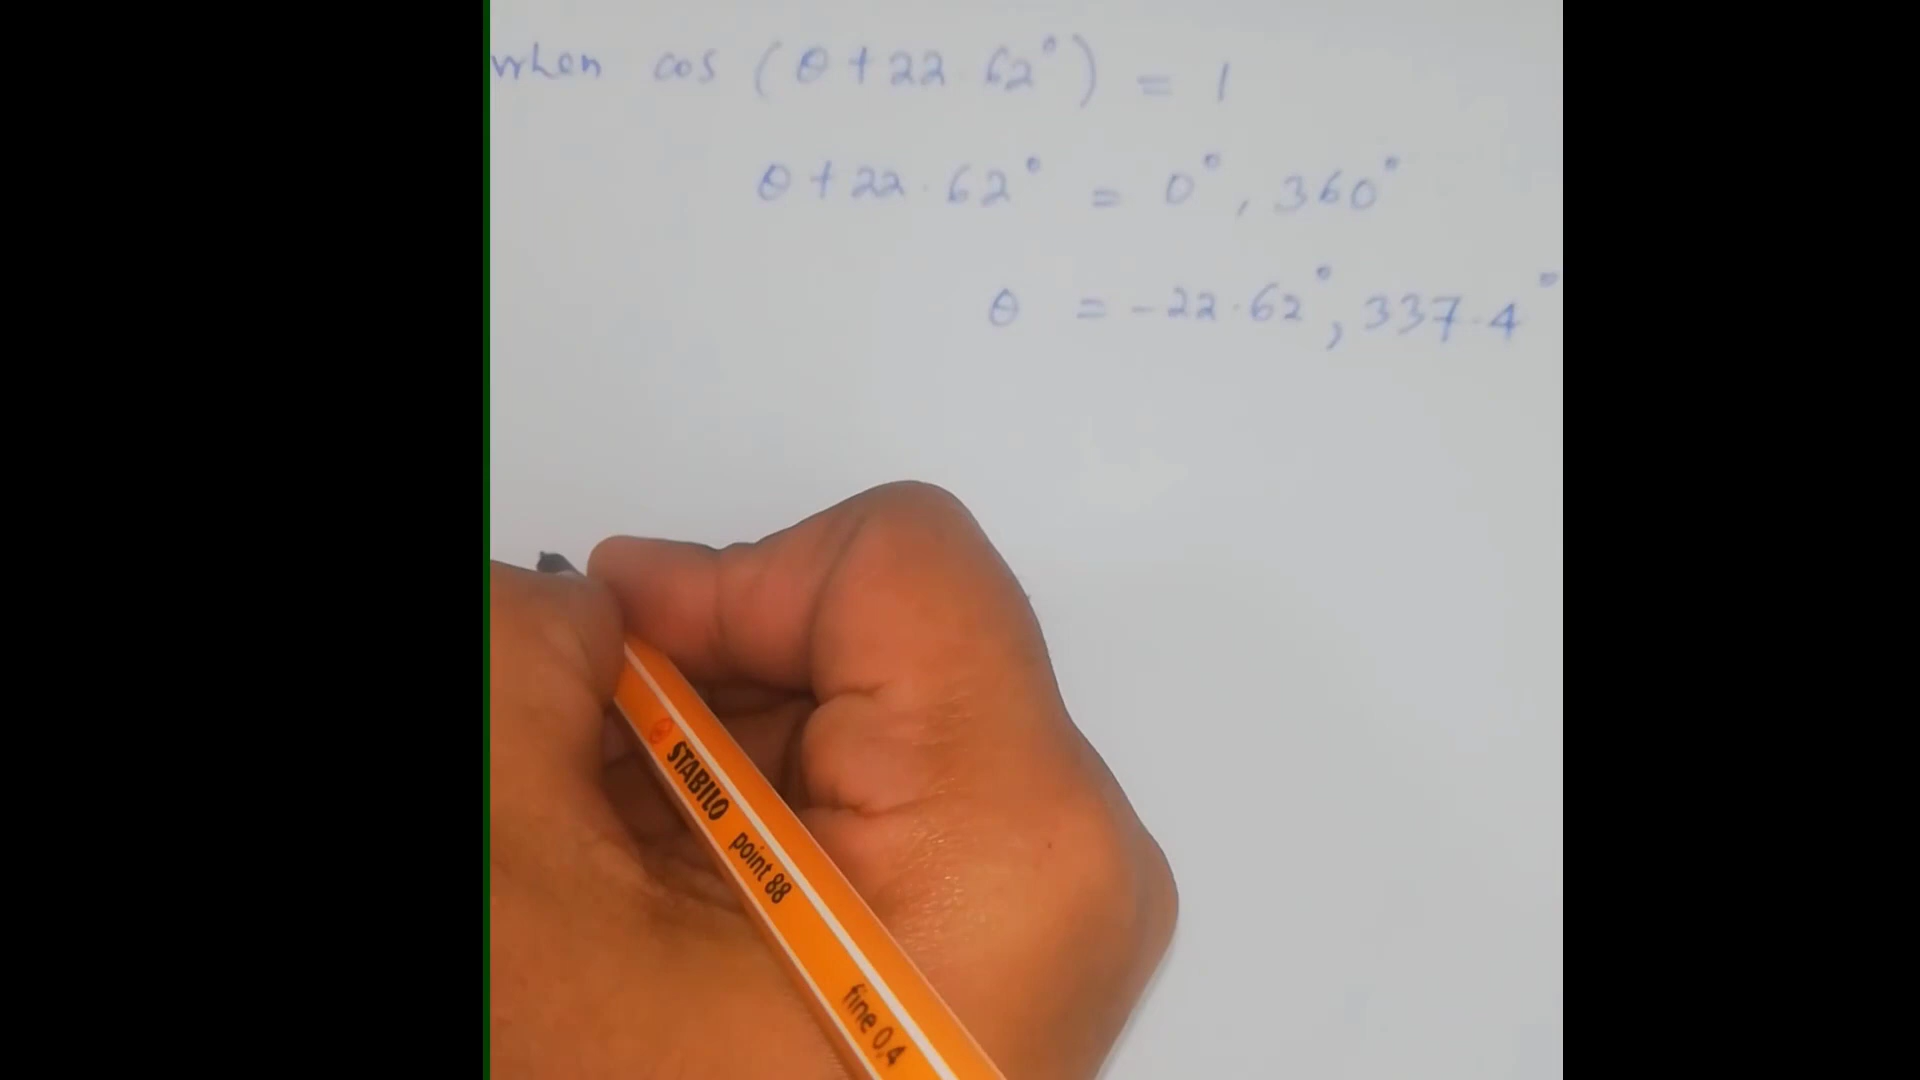 when cos (θ + 22.62°) = 1
θ + 22.62° = 0°, 360°
θ = -22.62°, 337.4°
STABILO point 88 fine 0,4